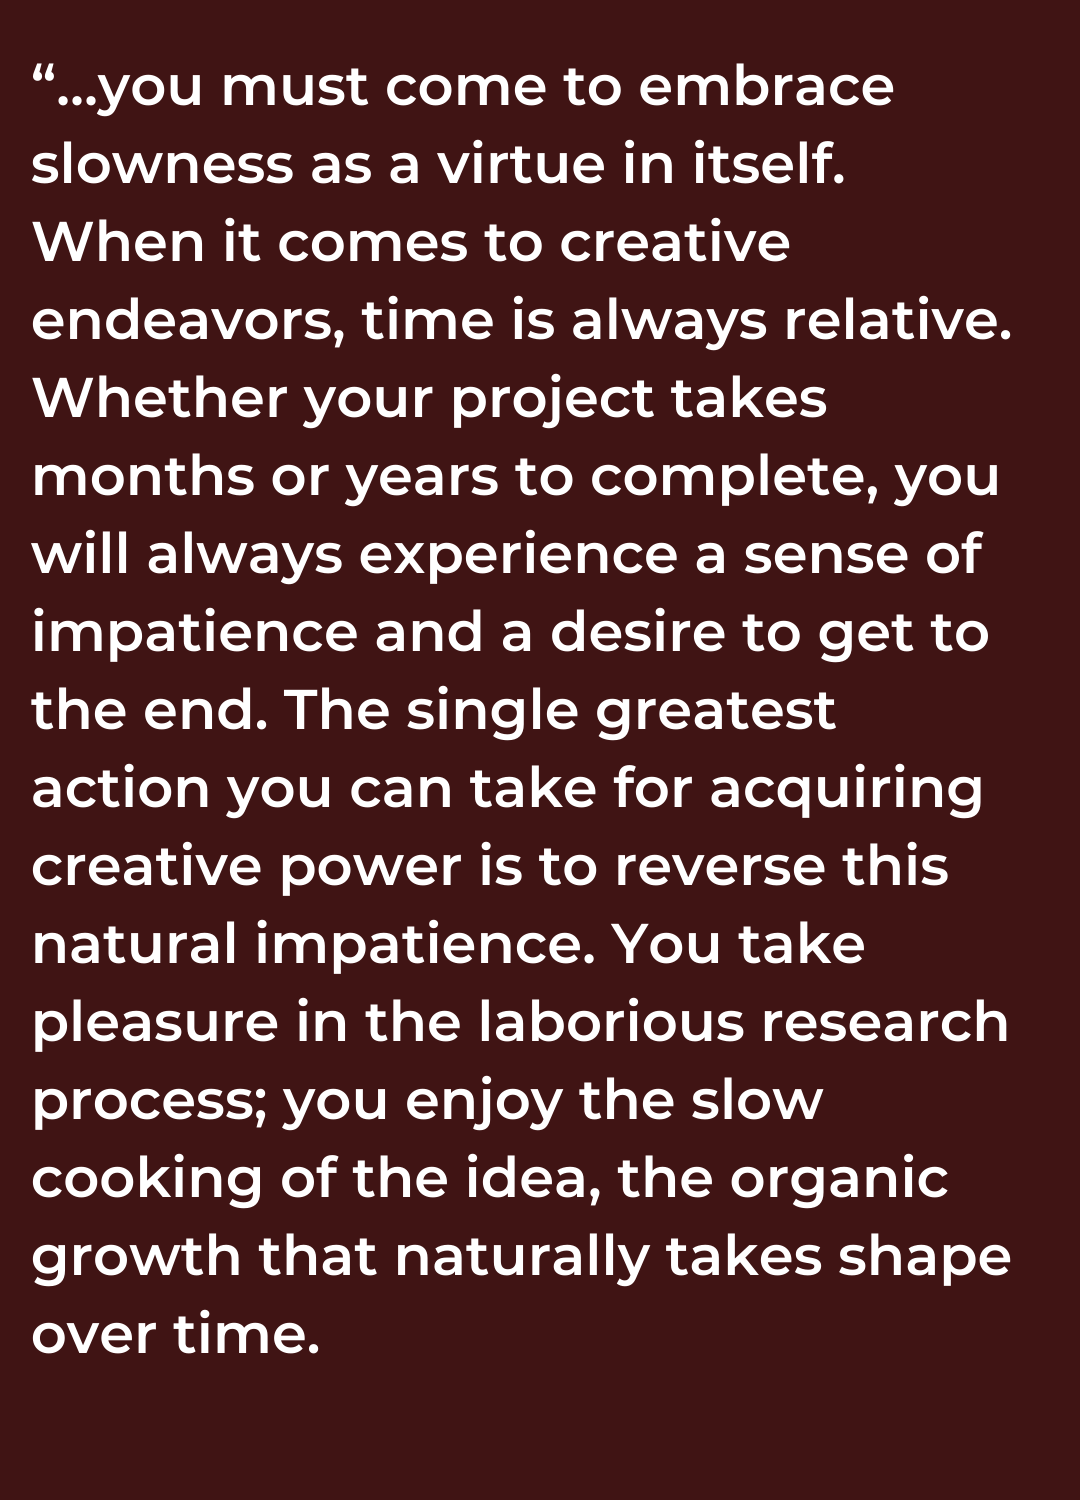 “...you must come to embrace
slowness as a virtue in itself.
When it comes to creative
endeavors, time is always relative.
Whether your project takes
months or years to complete, you
will always experience a sense of
impatience and a desire to get to
the end. The single greatest
action you can take for acquiring
creative power is to reverse this
natural impatience. You take
pleasure in the laborious research
process; you enjoy the slow
cooking of the idea, the organic
growth that naturally takes shape
over time.